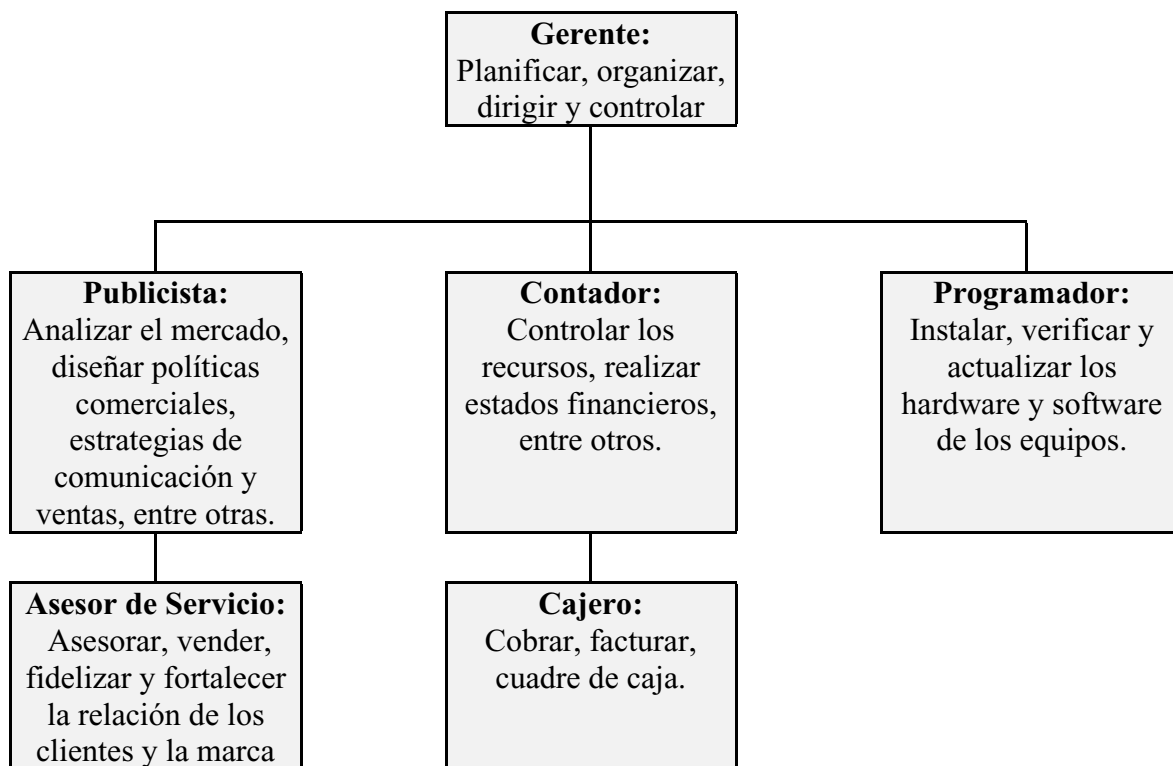 Gerente:
Planificar, organizar,
dirigir y controlar
Publicista:
Analizar el mercado,
diseñar políticas
comerciales,
estrategias de
comunicación y
ventas, entre otras.
Contador:
Controlar los
recursos, realizar
estados financieros,
entre otros.
Programador:
Instalar, verificar y
actualizar los
hardware y software
de los equipos.
Asesor de Servicio:
Asesorar, vender,
fidelizar y fortalecer
la relación de los
clientes y la marca
Cajero:
Cobrar, facturar,
cuadre de caja.